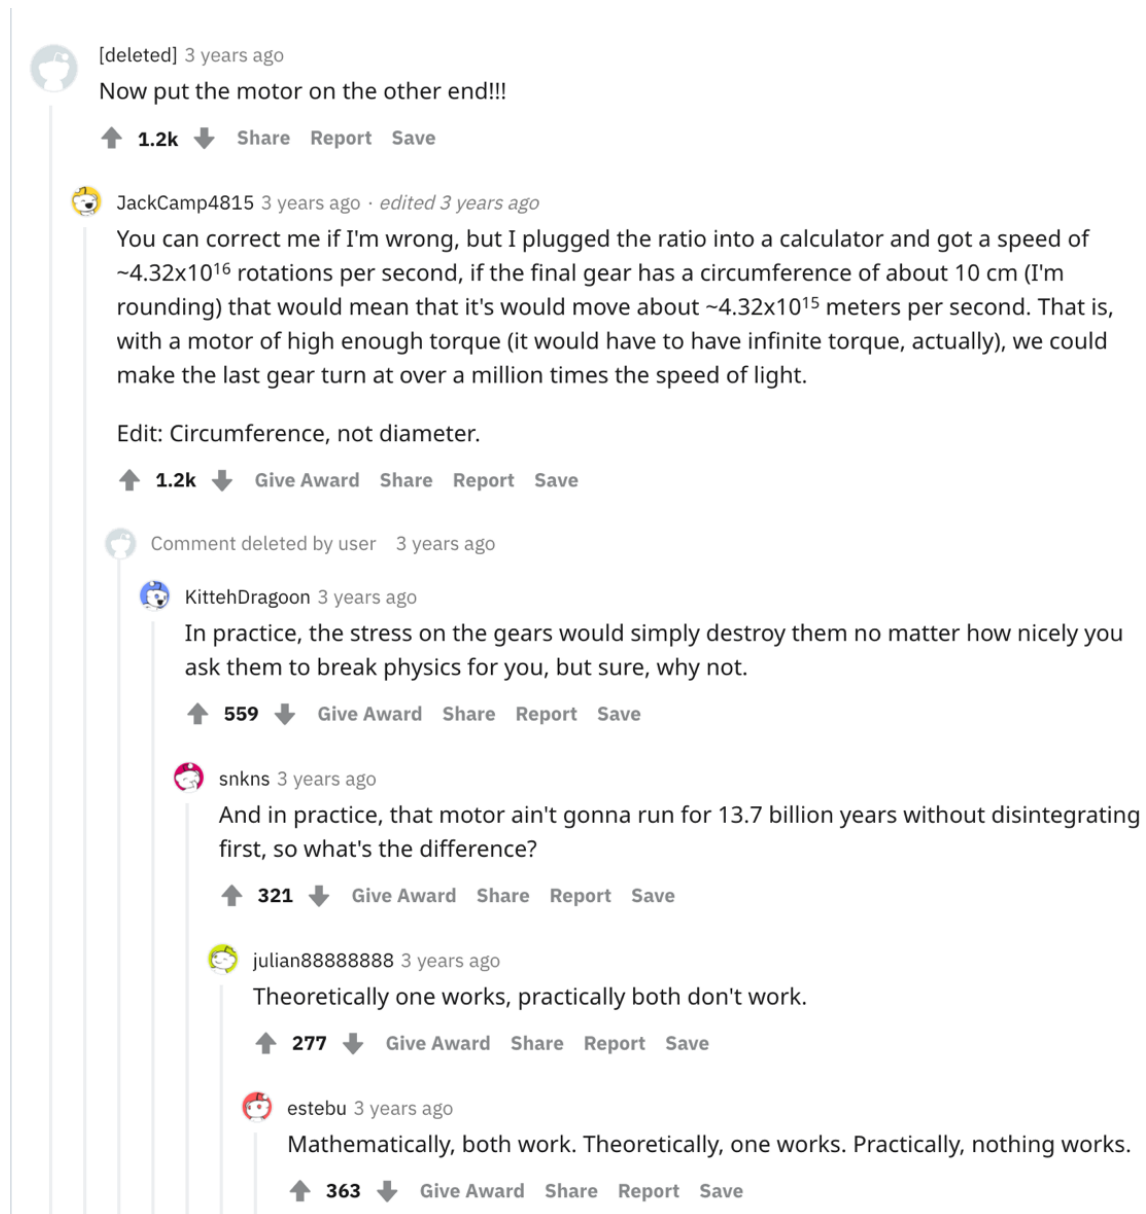 [deleted] 3 years ago
Now put the motor on the other end!!!
1.2k Share Report Save
JackCamp4815 3 years ago · edited 3 years ago
You can correct me if I'm wrong, but I plugged the ratio into a calculator and got a speed of
~4.32x10¹⁶ rotations per second, if the final gear has a circumference of about 10 cm (I'm
rounding) that would mean that it's would move about ~4.32x10¹⁵ meters per second. That is,
with a motor of high enough torque (it would have to have infinite torque, actually), we could
make the last gear turn at over a million times the speed of light.
Edit: Circumference, not diameter.
1.2k Give Award Share Report Save
Comment deleted by user 3 years ago
KittehDragoon 3 years ago
In practice, the stress on the gears would simply destroy them no matter how nicely you
ask them to break physics for you, but sure, why not.
559 Give Award Share Report Save
snkns 3 years ago
And in practice, that motor ain't gonna run for 13.7 billion years without disintegrating
first, so what's the difference?
321 Give Award Share Report Save
julian88888888 3 years ago
Theoretically one works, practically both don't work.
277 Give Award Share Report Save
estebu 3 years ago
Mathematically, both work. Theoretically, one works. Practically, nothing works.
363 Give Award Share Report Save